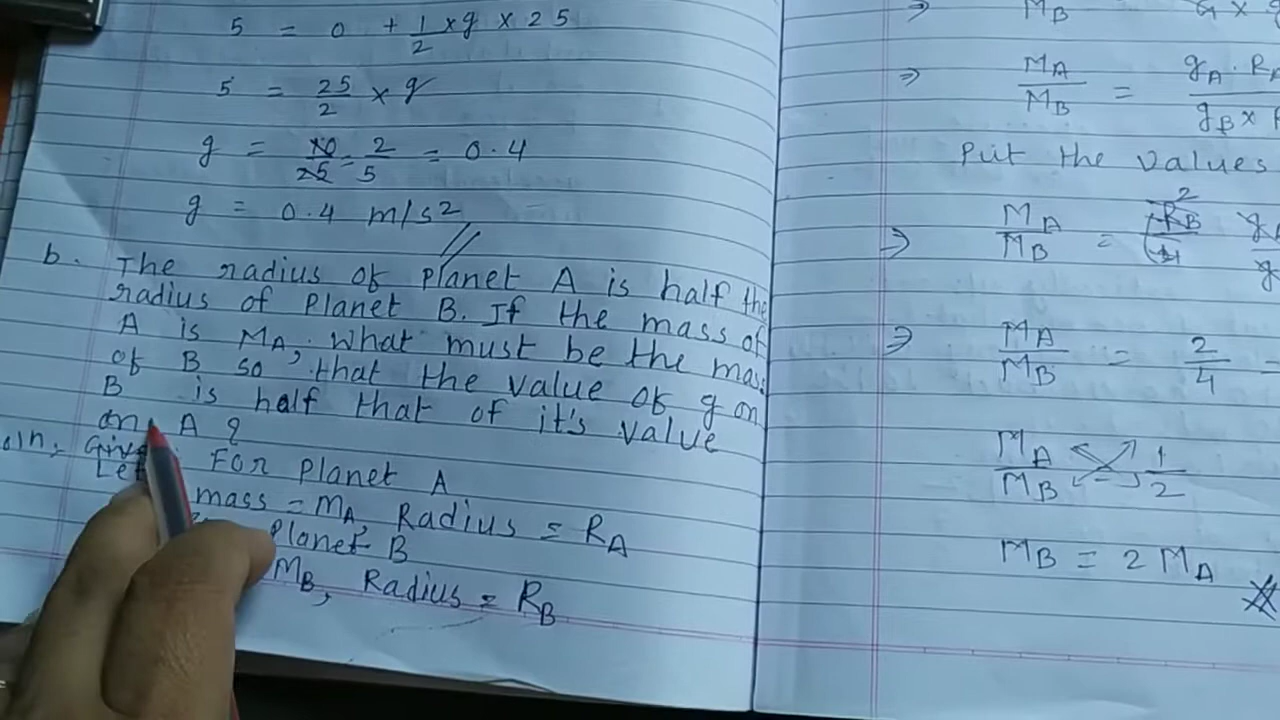 5 = 0 + 1/2 × g × 25
5 = 25/2 × g
g = 10/25 = 2/5 = 0.4
g = 0.4 m/s²
b. The radius of planet A is half the
radius of Planet B. If the mass of
A is MA, what must be the mass
of B so that the value of g on
B is half that of it's value
on A ?
For Planet A
mass = MA, Radius = RA
Planet B
MB, Radius = RB
⇒ MB
⇒ MA/MB = gA . RA
gB ×
Put the values
⇒ MA/MB =
⇒ MA/MB = 2/4 =
MA/MB 1/2
MB = 2 MA